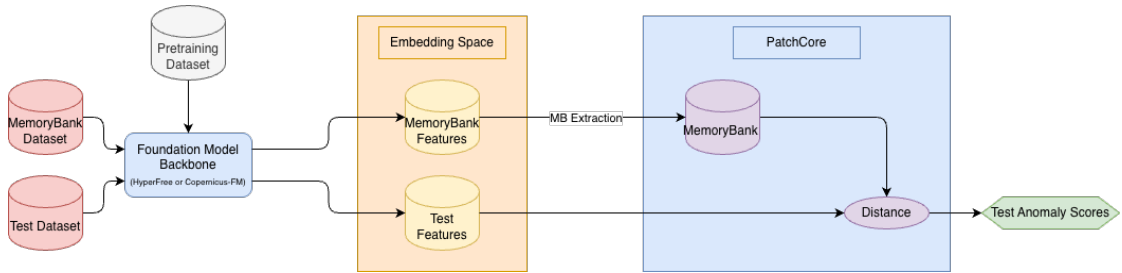 Pretraining
Dataset
MemoryBank
Dataset
Test Dataset
Foundation Model
Backbone
(HyperFree or Copernicus-FM)
Embedding Space
MemoryBank
Features
Test
Features
MB Extraction
PatchCore
MemoryBank
Distance
Test Anomaly Scores